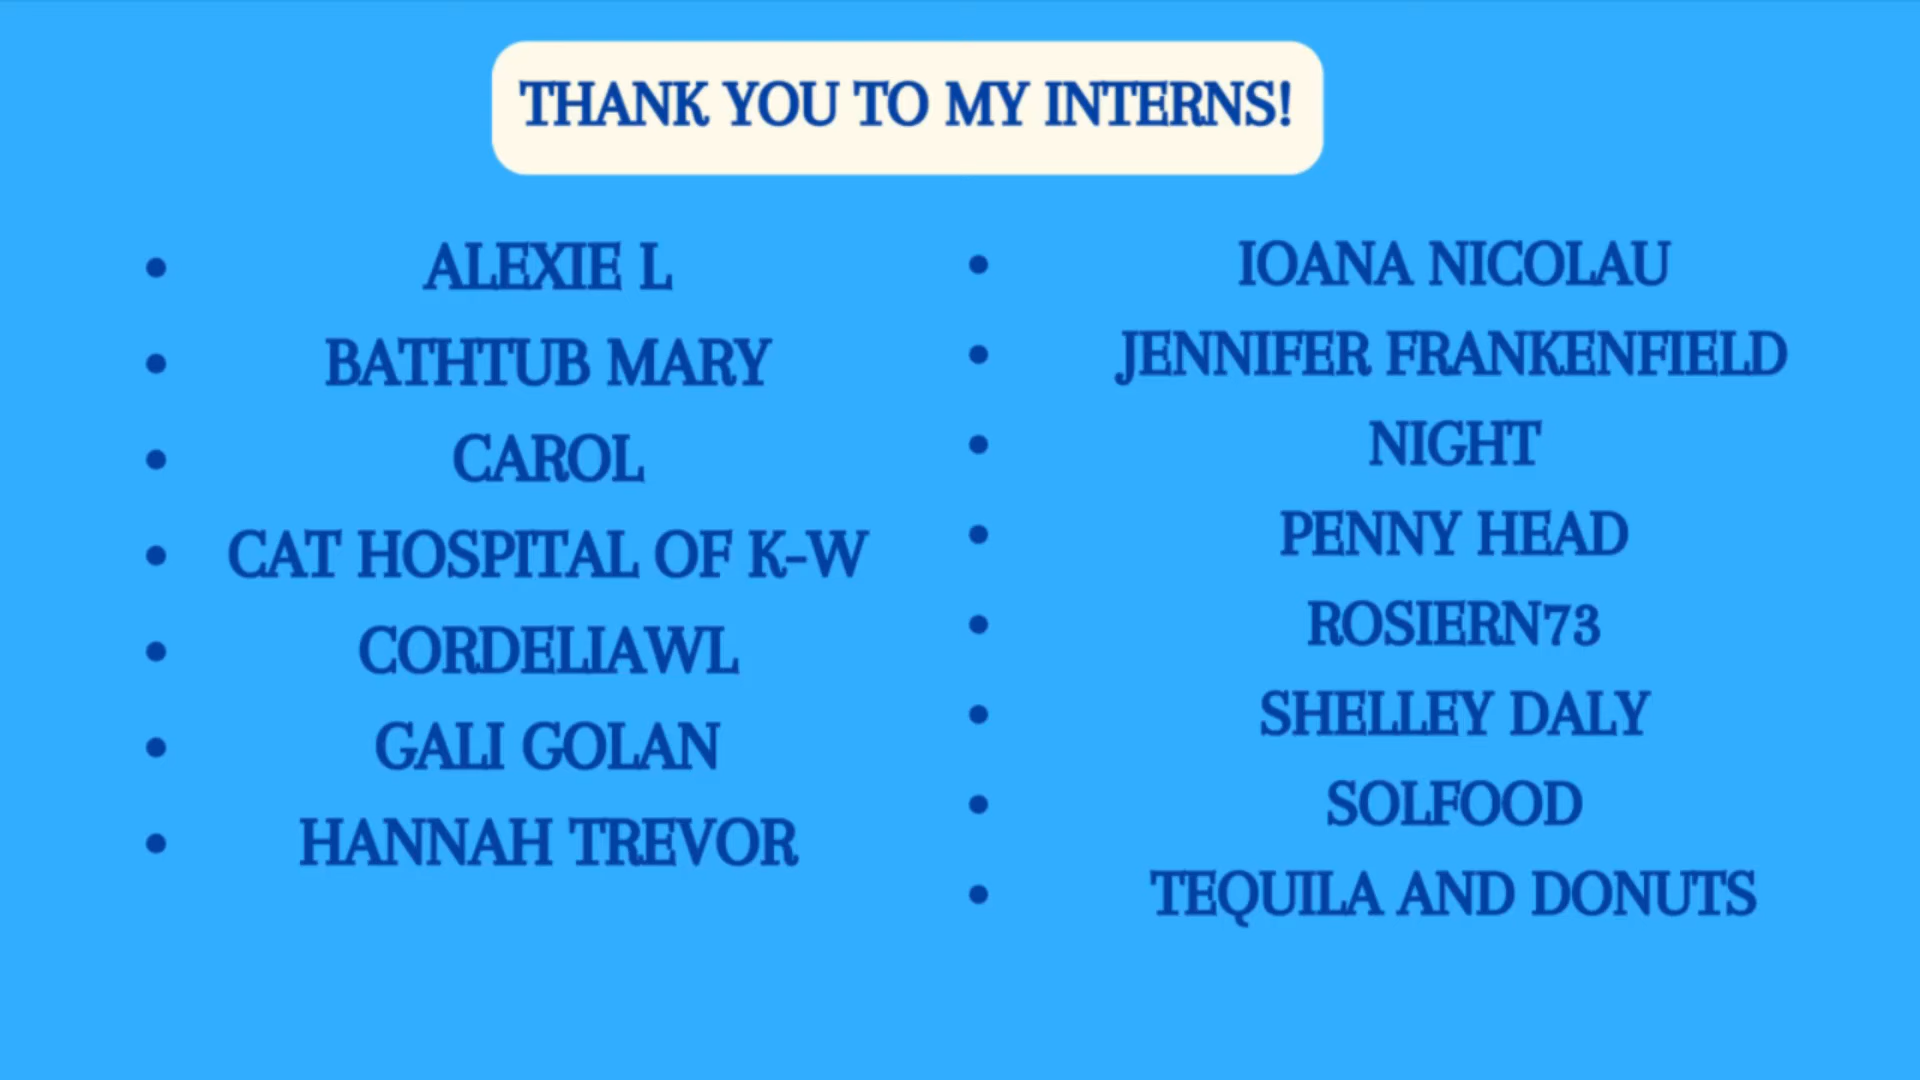 THANK YOU TO MY INTERNS!
• ALEXIE L
• BATHTUB MARY
• CAROL
• CAT HOSPITAL OF K-W
• CORDELIAWL
• GALI GOLAN
• HANNAH TREVOR
• IOANA NICOLAU
• JENNIFER FRANKENFIELD
• NIGHT
• PENNY HEAD
• ROSIERN73
• SHELLEY DALY
• SOLFOOD
• TEQUILA AND DONUTS